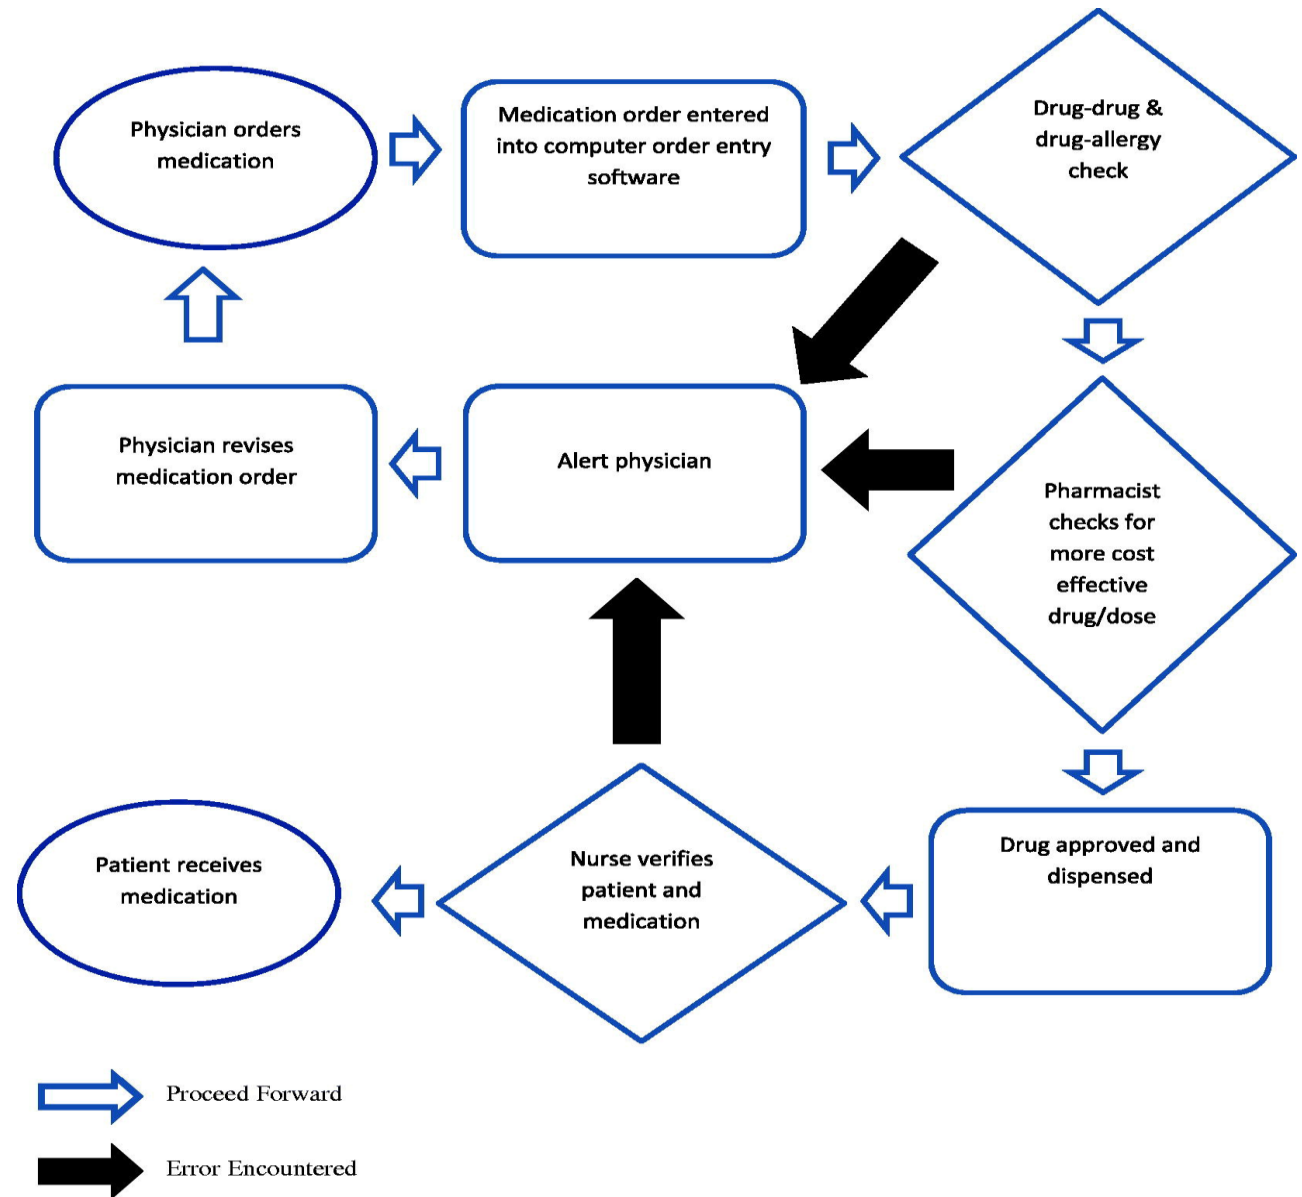 Physician orders
medication
Medication order entered
into computer order entry
software
Drug-drug &
drug-allergy
check
Physician revises
medication order
Alert physician
Pharmacist
checks for
more cost
effective
drug/dose
Patient receives
medication
Nurse verifies
patient and
medication
Drug approved and
dispensed
Proceed Forward
Error Encountered